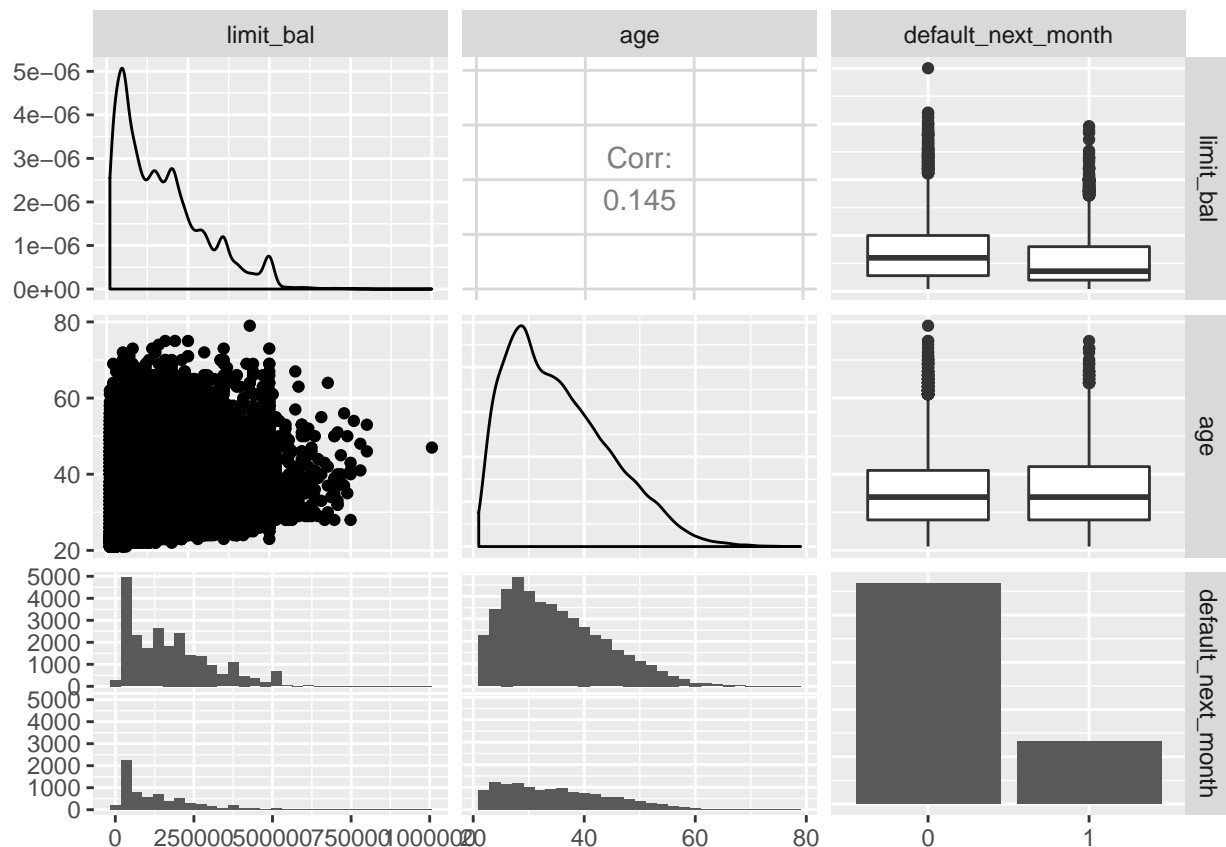 limit_bal
age
default_next_month
5e−06
4e−06
3e−06
2e−06
1e−06
0e+00
Corr:
0.145
limit_bal
80
60
40
20
age
5000
4000
3000
2000
1000
0
5000
4000
3000
2000
1000
0
default_next_month
0 250000 500000 750000 1000000
20 40 60 80
0 1